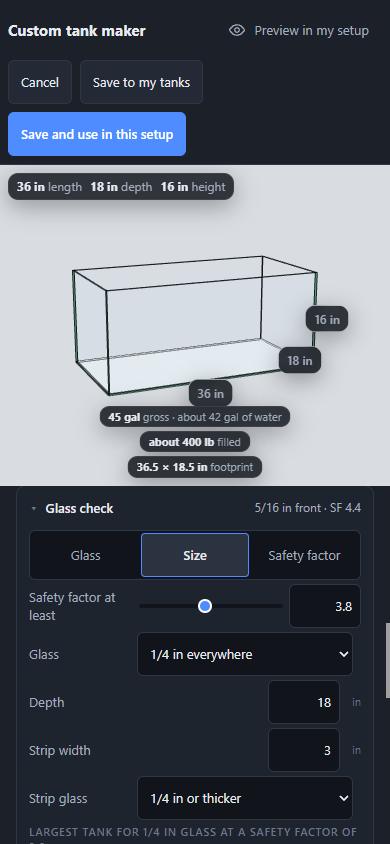 Custom tank maker
Preview in my setup
Cancel
Save to my tanks
Save and use in this setup
36 in length 18 in depth 16 in height
16 in
18 in
36 in
45 gal gross · about 42 gal of water
about 400 lb filled
36.5 × 18.5 in footprint
Glass check
5/16 in front · SF 4.4
Glass
Size
Safety factor
Safety factor at
least
3.8
Glass
1/4 in everywhere
Depth
18
in
Strip width
3
in
Strip glass
1/4 in or thicker
LARGEST TANK FOR 1/4 IN GLASS AT A SAFETY FACTOR OF